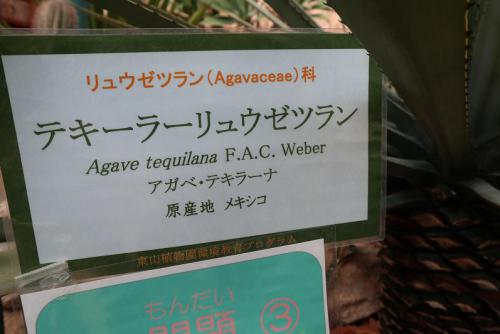 リュウゼツラン（Agavaceae）科
テキーラーリュウゼツラン
Agave tequilana F.A.C. Weber
アガベ・テキラーナ
原産地 メキシコ
東山植物園環境教育プログラム
もんだい
問題 ③